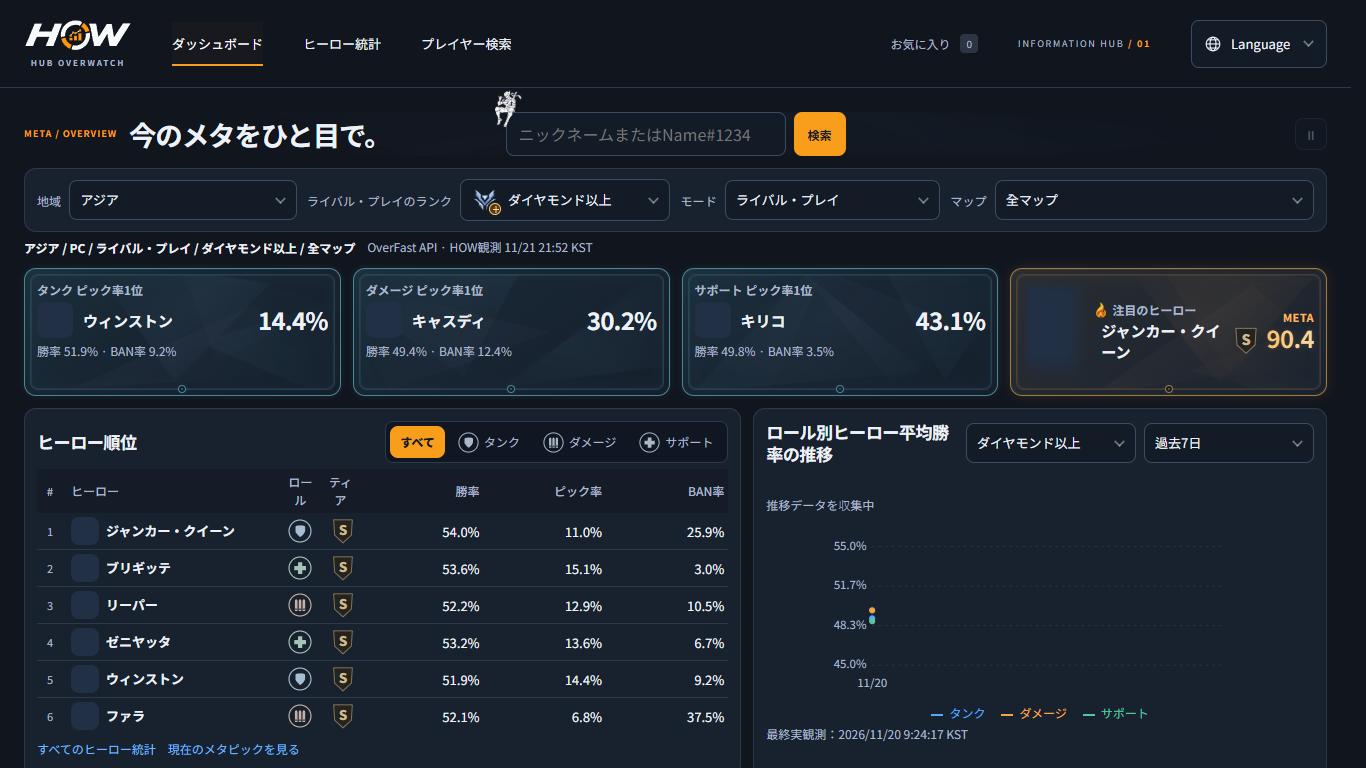 HOW
HUB OVERWATCH
ダッシュボード
ヒーロー統計
プレイヤー検索
お気に入り 0
INFORMATION HUB / 01
Language
META / OVERVIEW
今のメタをひと目で。
ニックネームまたはName#1234
検索
地域
アジア
ライバル・プレイのランク
ダイヤモンド以上
モード
ライバル・プレイ
マップ
全マップ
アジア / PC / ライバル・プレイ / ダイヤモンド以上 / 全マップ
OverFast API · HOW観測 11/21 21:52 KST
タンク ピック率1位
ウィンストン
14.4%
勝率 51.9% · BAN率 9.2%
ダメージ ピック率1位
キャスディ
30.2%
勝率 49.4% · BAN率 12.4%
サポート ピック率1位
キリコ
43.1%
勝率 49.8% · BAN率 3.5%
注目のヒーロー
ジャンカー・クイ
ーン
S
META
90.4
ヒーロー順位
すべて
タンク
ダメージ
サポート
# ヒーロー ロー ティ 勝率 ピック率 BAN率
ル ア
1 ジャンカー・クイーン S 54.0% 11.0% 25.9%
2 ブリギッテ S 53.6% 15.1% 3.0%
3 リーパー S 52.2% 12.9% 10.5%
4 ゼニヤッタ S 53.2% 13.6% 6.7%
5 ウィンストン S 51.9% 14.4% 9.2%
6 ファラ S 52.1% 6.8% 37.5%
すべてのヒーロー統計 現在のメタピックを見る
ロール別ヒーロー平均勝
率の推移
ダイヤモンド以上
過去7日
推移データを収集中
55.0%
51.7%
48.3%
45.0%
11/20
タンク ダメージ サポート
最終実観測：2026/11/20 9:24:17 KST